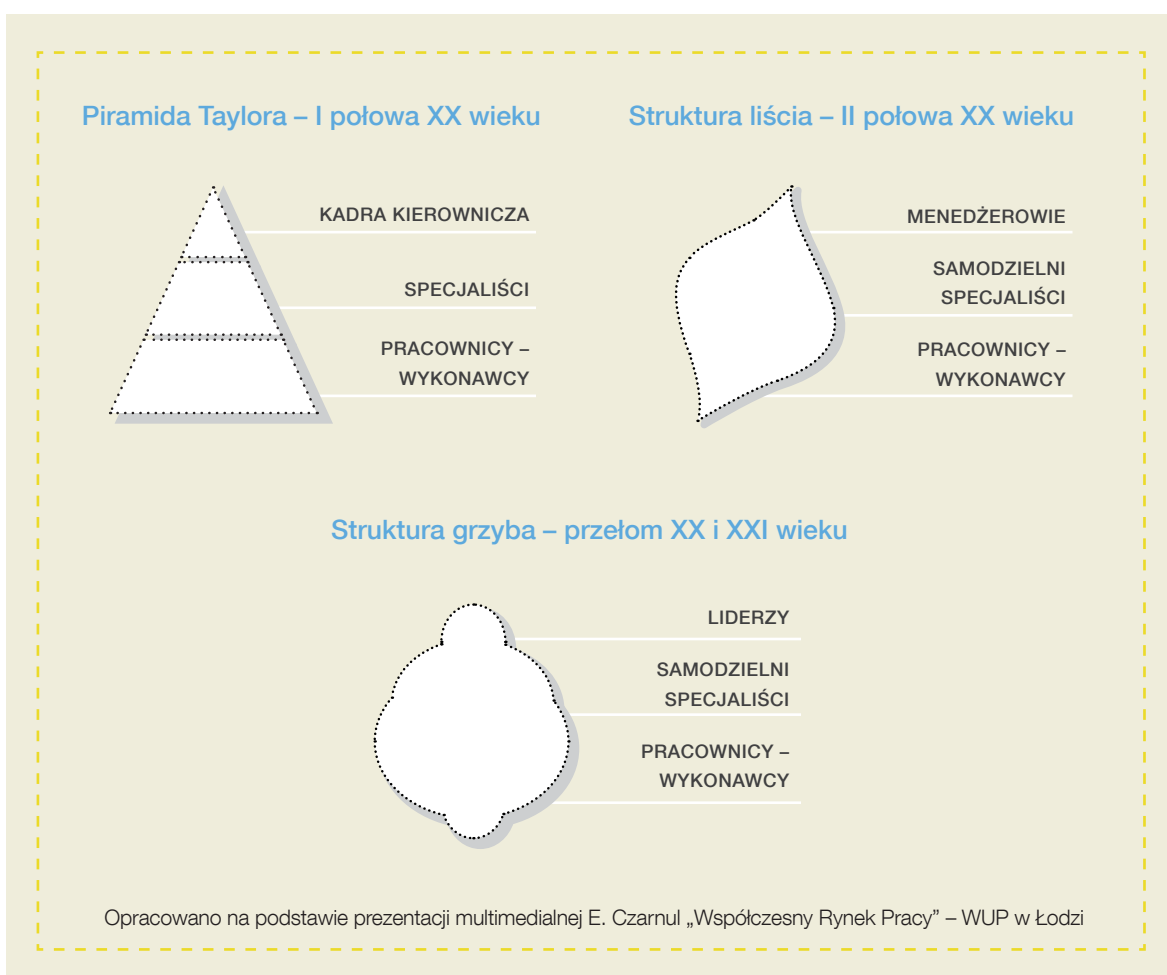 Piramida Taylora – I połowa XX wieku
KADRA KIEROWNICZA
SPECJALIŚCI
PRACOWNICY –
WYKONAWCY
Struktura liścia – II połowa XX wieku
MENEDŻEROWIE
SAMODZIELNI
SPECJALIŚCI
PRACOWNICY –
WYKONAWCY
Struktura grzyba – przełom XX i XXI wieku
LIDERZY
SAMODZIELNI
SPECJALIŚCI
PRACOWNICY –
WYKONAWCY
Opracowano na podstawie prezentacji multimedialnej E. Czarnul „Współczesny Rynek Pracy” – WUP w Łodzi